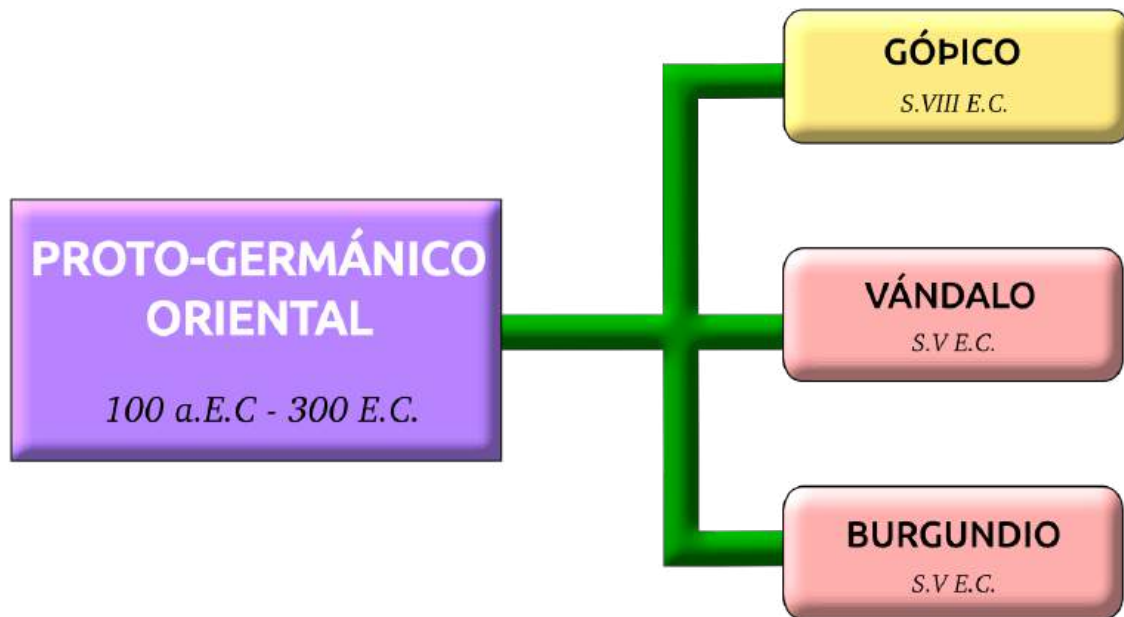 GÓÞICO
S.VIII E.C.
PROTO-GERMÁNICO
ORIENTAL
100 a.E.C - 300 E.C.
VÁNDALO
S.V E.C.
BURGUNDIO
S.V E.C.